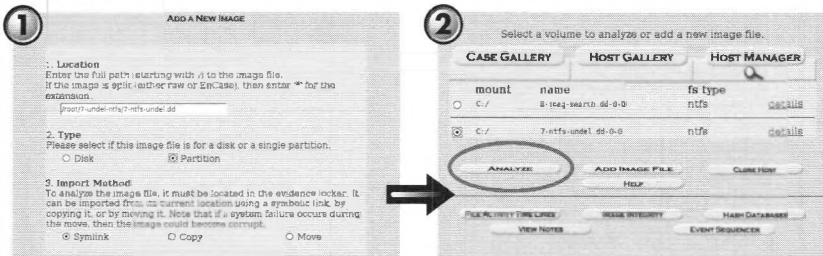 1
ADD A NEW IMAGE
1. Location
Enter the full path (starting with /) to the image file.
If the image is split (either raw or EnCase), then enter '*' for the
extension.
/root/7-undel-ntfs/7-ntfs-undel.dd
2. Type
Please select if this image file is for a disk or a single partition.
Disk Partition
3. Import Method
To analyze the image file, it must be located in the evidence locker. It
can be imported from its current location using a symbolic link, by
copying it, or by moving it. Note that if a system failure occurs during
the move, then the image could become corrupt.
Symlink Copy Move
2
Select a volume to analyze or add a new image file.
CASE GALLERY HOST GALLERY HOST MANAGER
mount name fs type
C:/ 8-jpeg-search.dd-0-0 ntfs details
C:/ 7-ntfs-undel.dd-0-0 ntfs details
ANALYZE ADD IMAGE FILE CLOSE HOST
HELP
FILE ACTIVITY TIME LINES IMAGE INTEGRITY HASH DATABASES
VIEW NOTES EVENT SEQUENCER